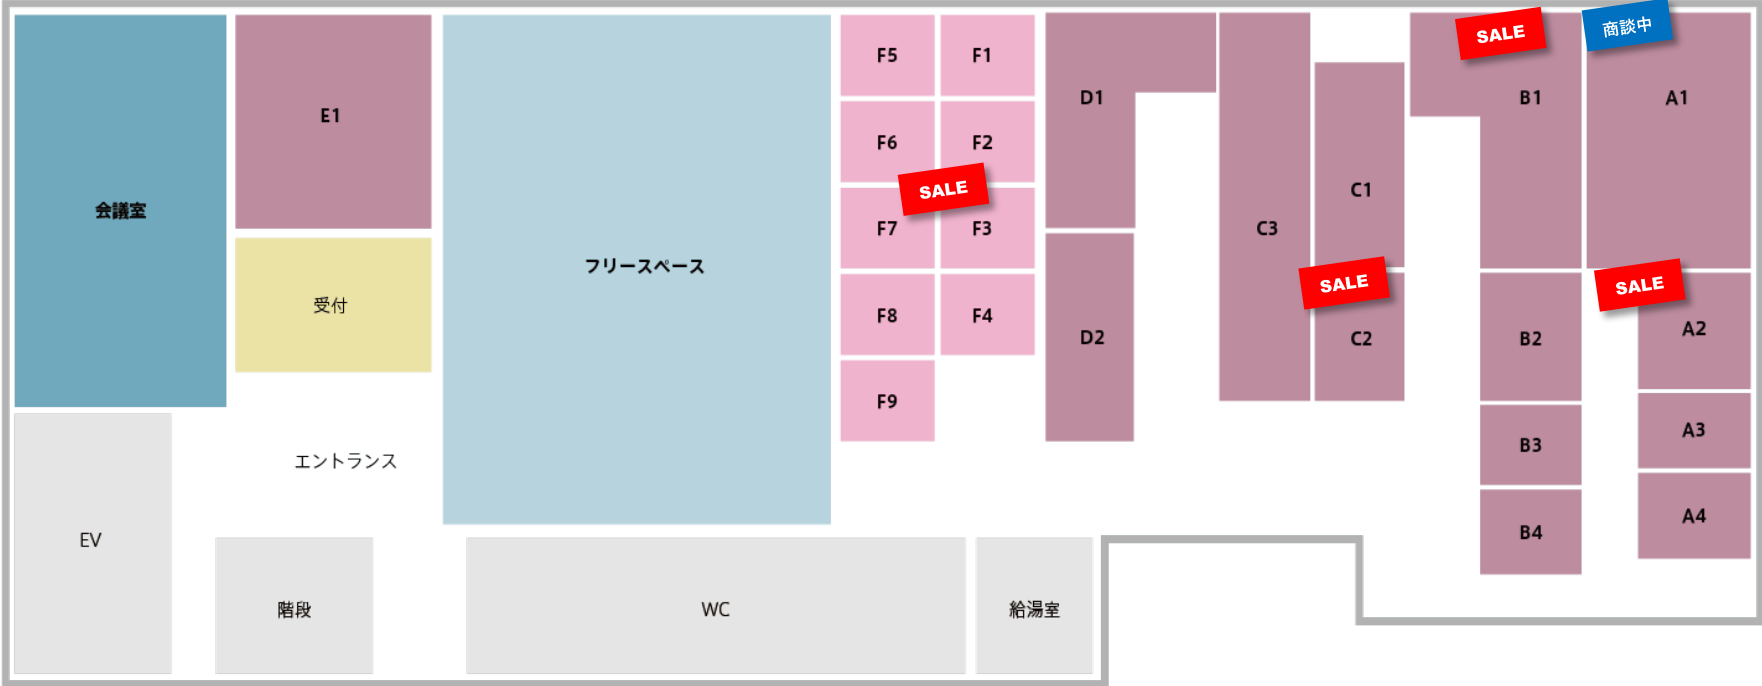 会議室
E1
受付
エントランス
EV
階段
フリースペース
WC
給湯室
F5
F1
F6
F2
SALE
F7
F3
F8
F4
F9
D1
D2
C3
C1
SALE
C2
SALE
B1
B2
B3
B4
商談中
A1
SALE
A2
A3
A4